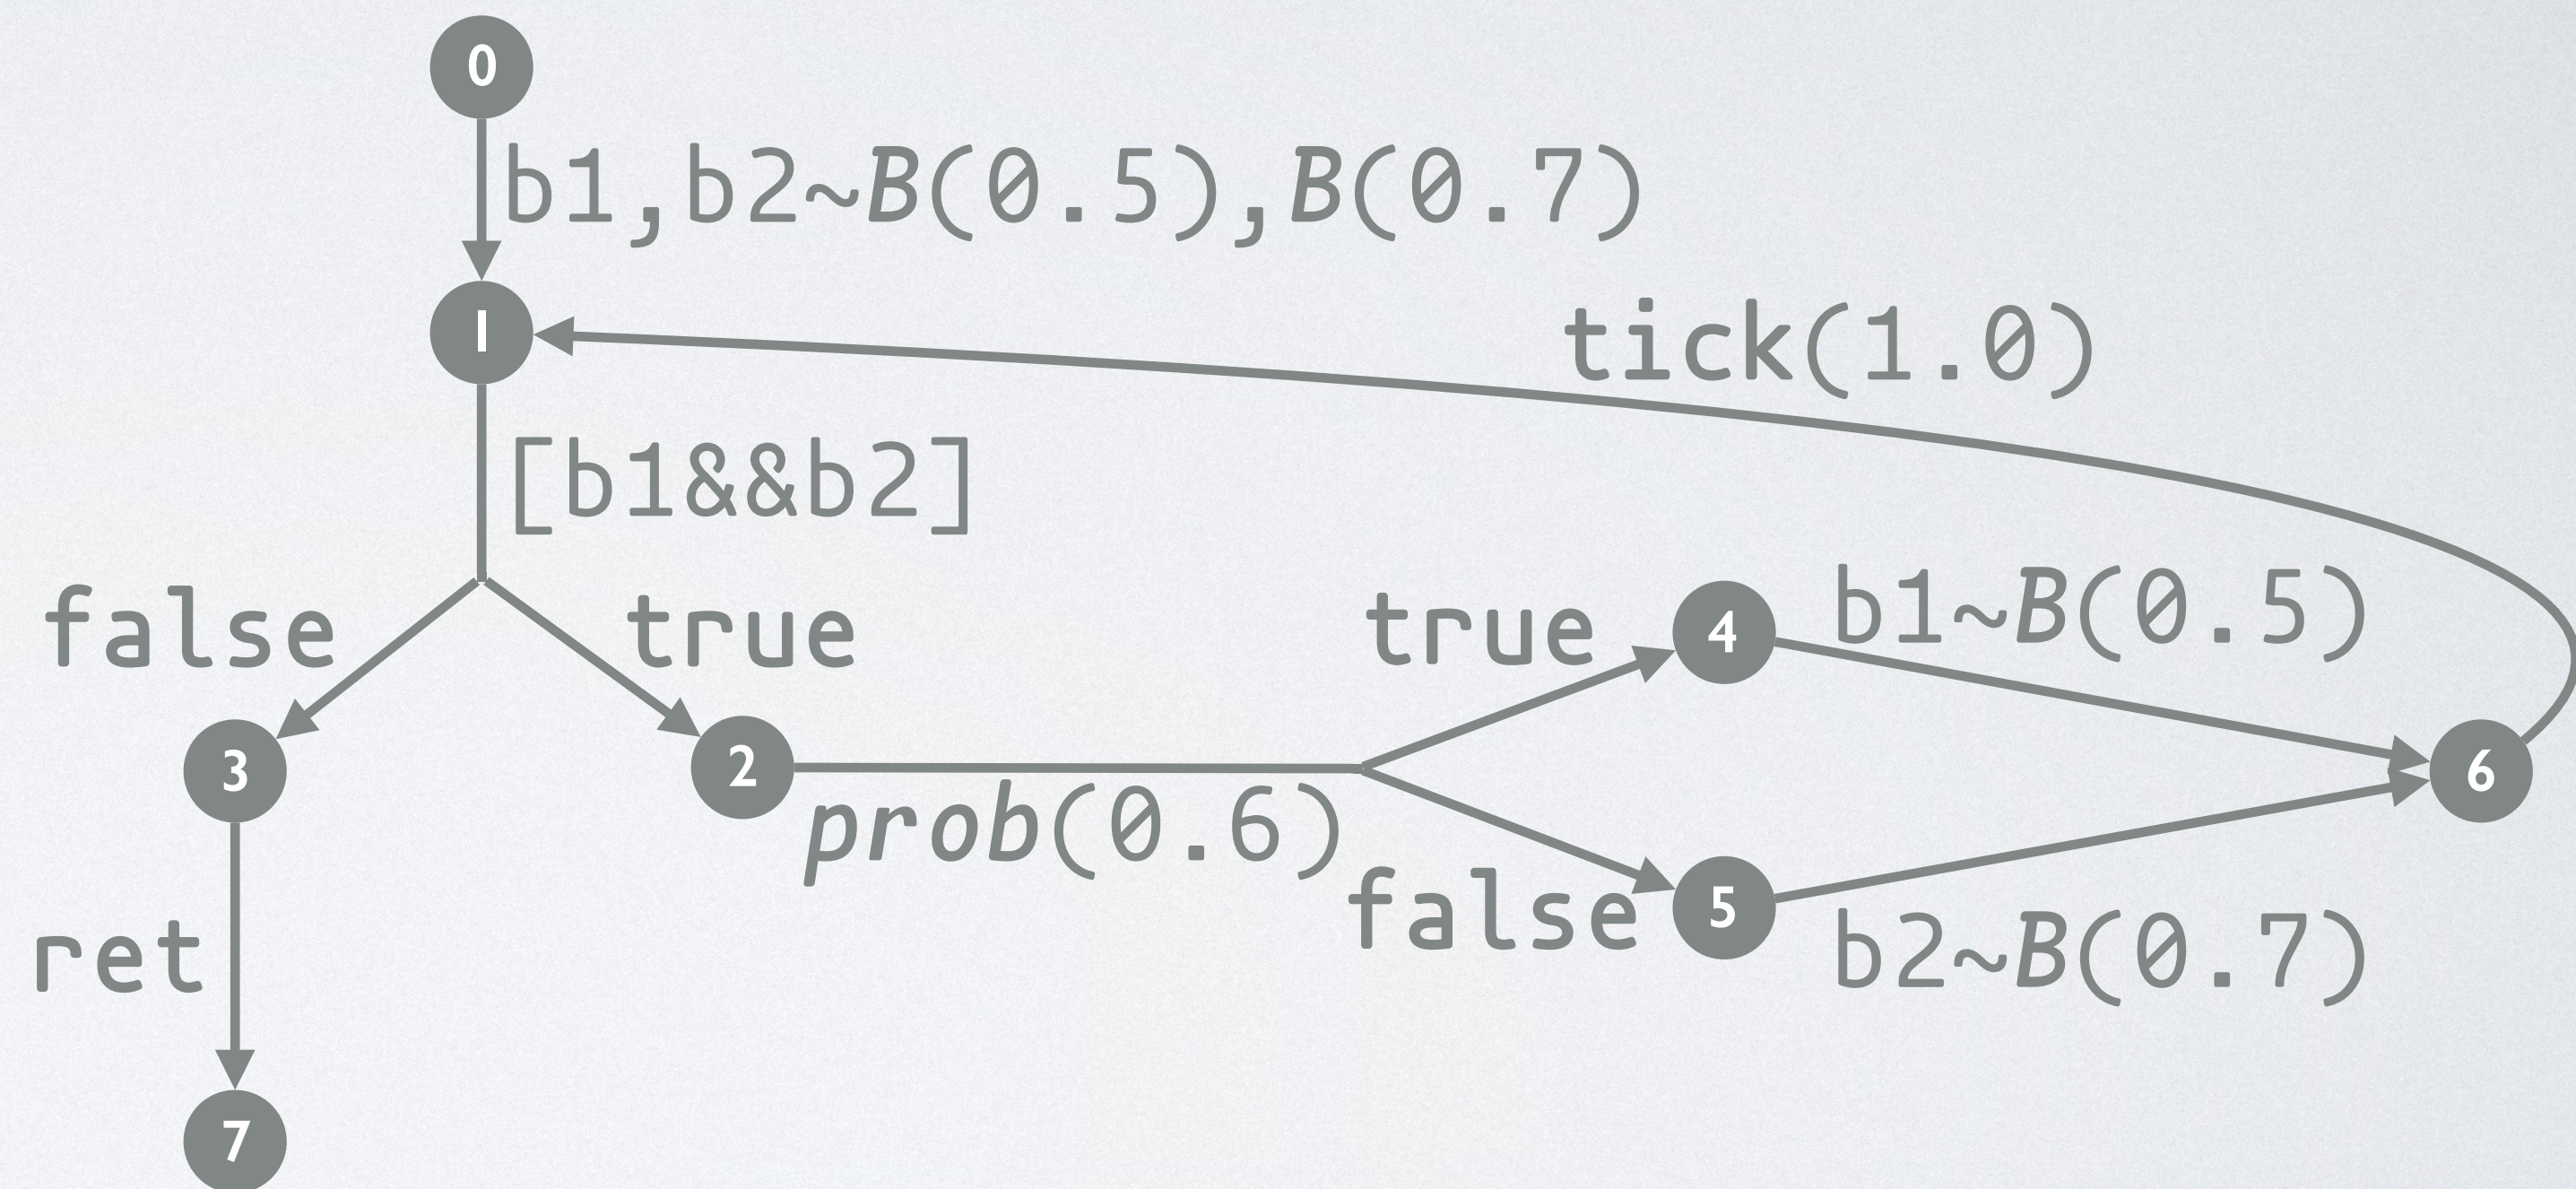 0
b1,b2~B(0.5),B(0.7)
1
tick(1.0)
[b1&&b2]
false
true
true
4
b1~B(0.5)
3
2
6
prob(0.6)
false
5
b2~B(0.7)
ret
7